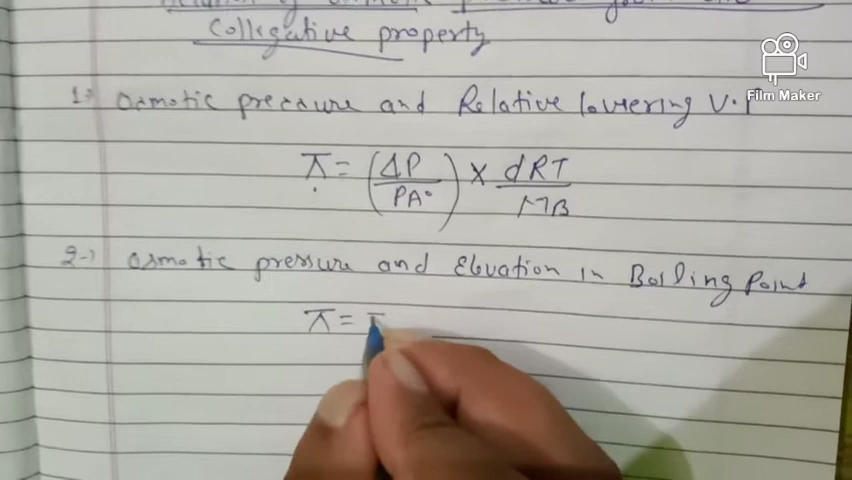 Collegative property
Film Maker
1:- Osmotic pressure and Relative lowering V.P
π = (ΔP / PA°) × dRT / MB
2-) Osmotic pressure and Elevation in Boiling Point
π =